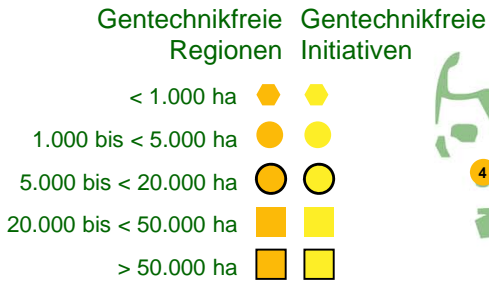 Gentechnikfreie Gentechnikfreie
Regionen Initiativen
< 1.000 ha
1.000 bis < 5.000 ha
4
5.000 bis < 20.000 ha
20.000 bis < 50.000 ha
> 50.000 ha